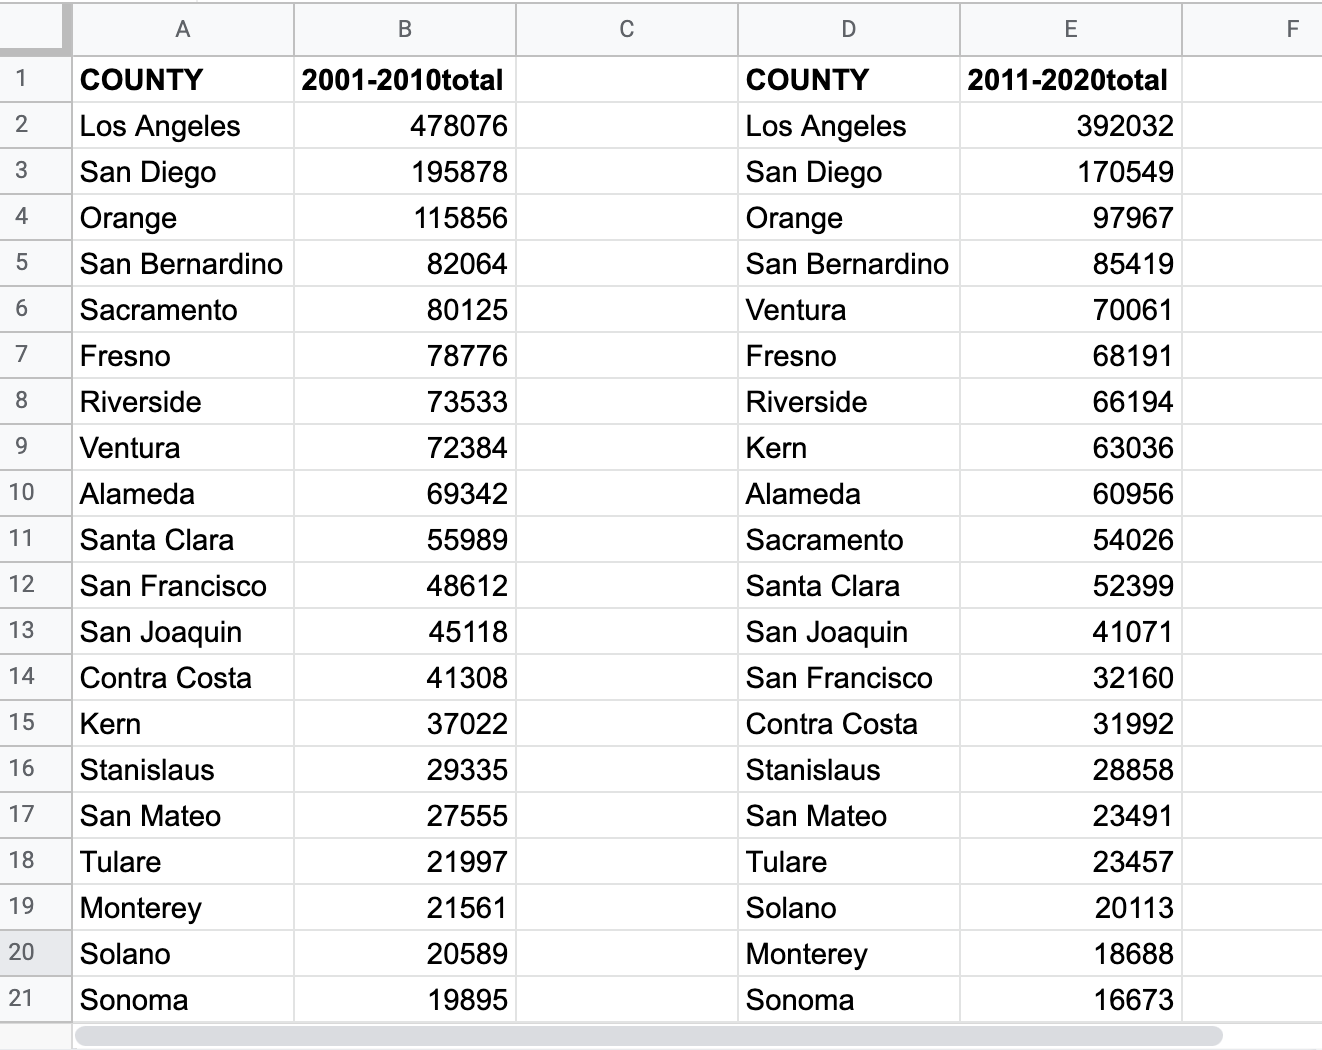 A B C D E F
1 COUNTY 2001-2010total COUNTY 2011-2020total
2 Los Angeles 478076 Los Angeles 392032
3 San Diego 195878 San Diego 170549
4 Orange 115856 Orange 97967
5 San Bernardino 82064 San Bernardino 85419
6 Sacramento 80125 Ventura 70061
7 Fresno 78776 Fresno 68191
8 Riverside 73533 Riverside 66194
9 Ventura 72384 Kern 63036
10 Alameda 69342 Alameda 60956
11 Santa Clara 55989 Sacramento 54026
12 San Francisco 48612 Santa Clara 52399
13 San Joaquin 45118 San Joaquin 41071
14 Contra Costa 41308 San Francisco 32160
15 Kern 37022 Contra Costa 31992
16 Stanislaus 29335 Stanislaus 28858
17 San Mateo 27555 San Mateo 23491
18 Tulare 21997 Tulare 23457
19 Monterey 21561 Solano 20113
20 Solano 20589 Monterey 18688
21 Sonoma 19895 Sonoma 16673